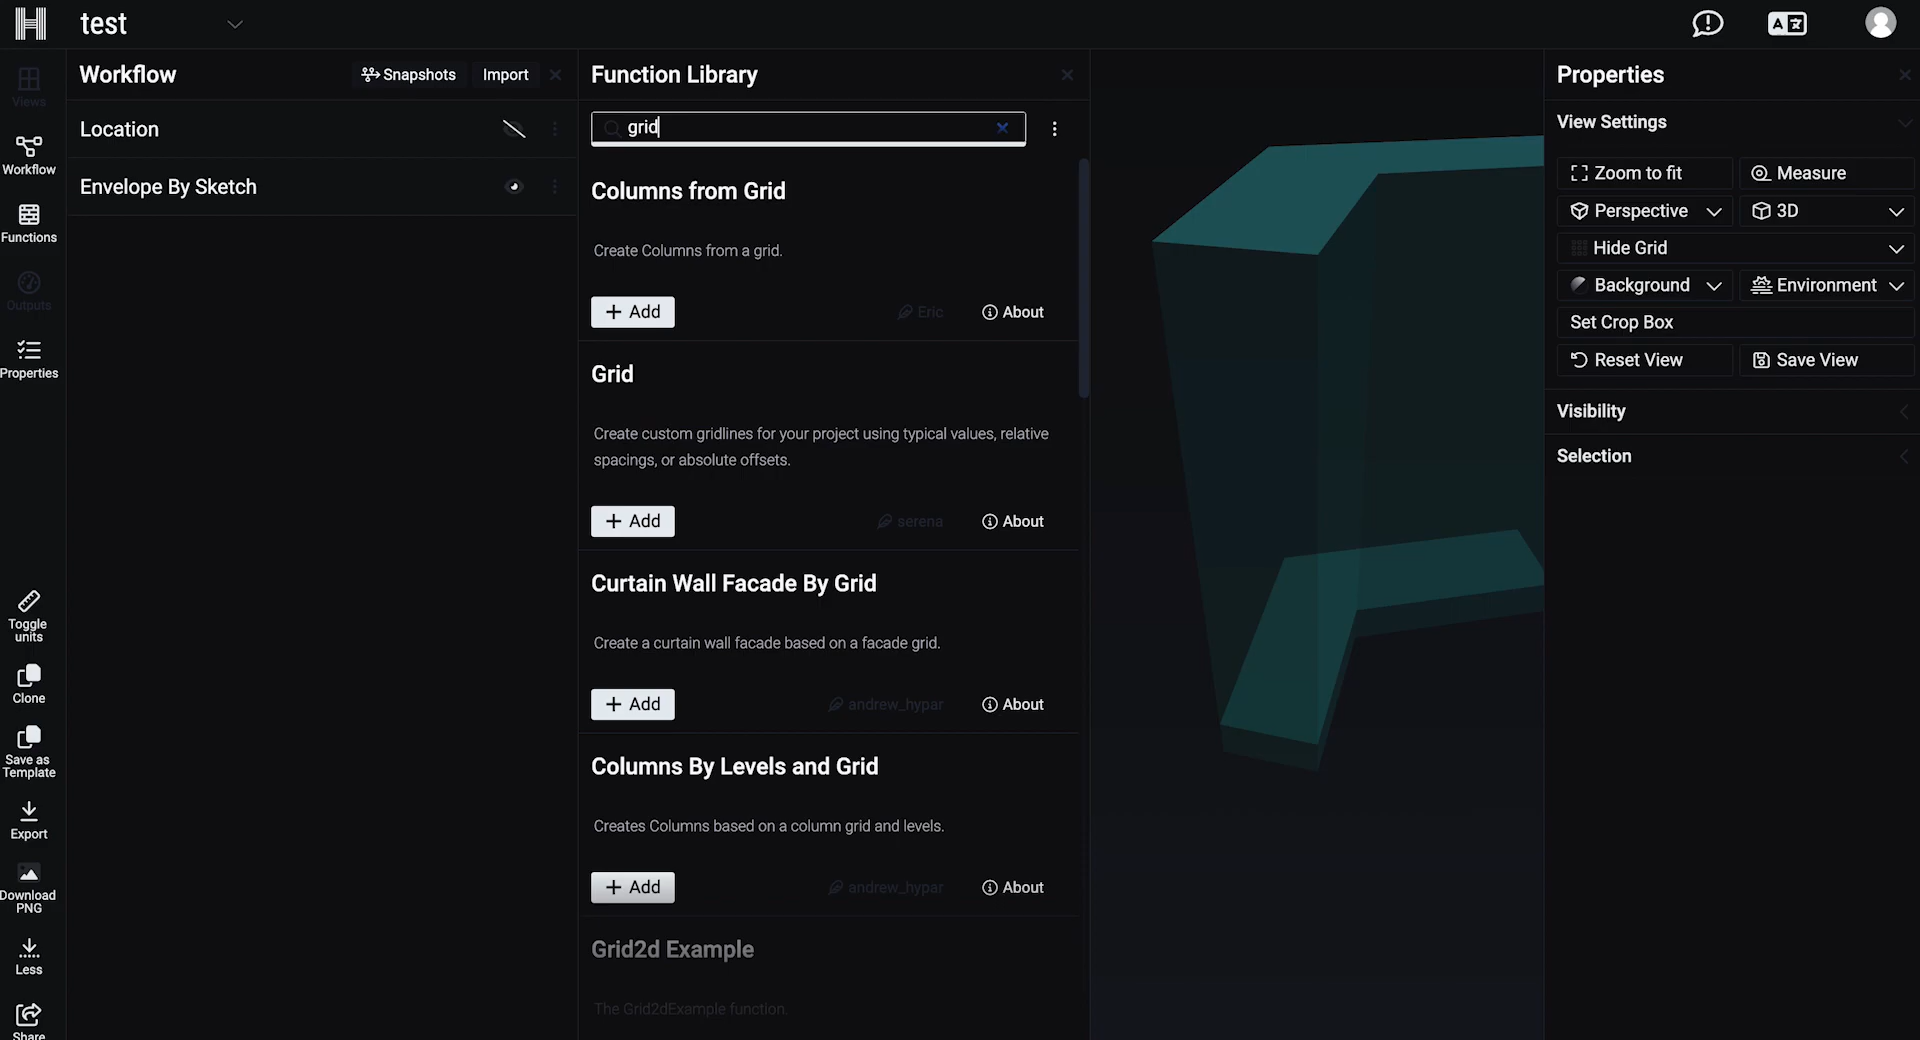 test
Views
Workflow
Functions
Outputs
Properties
Toggle
units
Clone
Save as
Template
Export
Download
PNG
Less
Share
Workflow
Snapshots
Import
Location
Envelope By Sketch
Function Library
grid
Columns from Grid
Create Columns from a grid.
+ Add
Eric
About
Grid
Create custom gridlines for your project using typical values, relative
spacings, or absolute offsets.
+ Add
serena
About
Curtain Wall Facade By Grid
Create a curtain wall facade based on a facade grid.
+ Add
andrew_hypar
About
Columns By Levels and Grid
Creates Columns based on a column grid and levels.
+ Add
andrew_hypar
About
Grid2d Example
The Grid2dExample function.
Properties
View Settings
Zoom to fit
Measure
Perspective
3D
Hide Grid
Background
Environment
Set Crop Box
Reset View
Save View
Visibility
Selection